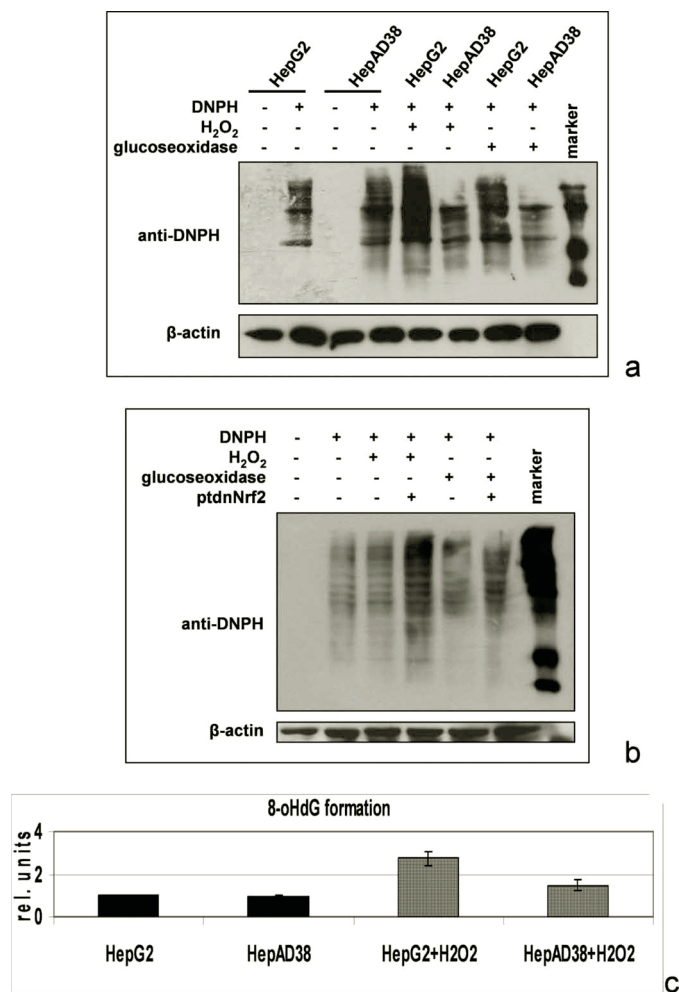 HepG2 HepAD38 HepG2 HepAD38 HepG2 HepAD38
DNPH - + - + + + + + marker
H₂O₂ - - - - + + - -
glucoseoxidase - - - - - - + +
anti-DNPH
β-actin
a
DNPH - + + + + +
H₂O₂ - - + + - -
glucoseoxidase - - - - + + marker
ptdnNrf2 - - - + - +
anti-DNPH
β-actin
b
8-oHdG formation
rel. units
4
2
0
HepG2 HepAD38 HepG2+H2O2 HepAD38+H2O2
c